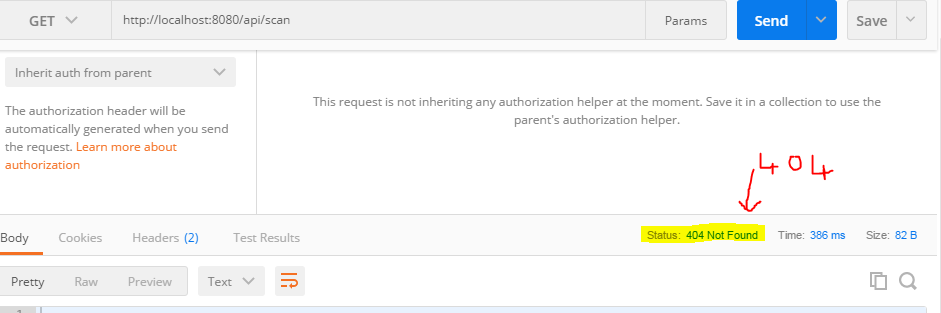 GET http://localhost:8080/api/scan Params Send Save
Inherit auth from parent
The authorization header will be
automatically generated when you send
the request. Learn more about
authorization
This request is not inheriting any authorization helper at the moment. Save it in a collection to use the
parent's authorization helper.
404
Body Cookies Headers (2) Test Results Status: 404 Not Found Time: 386 ms Size: 82 B
Pretty Raw Preview Text
1